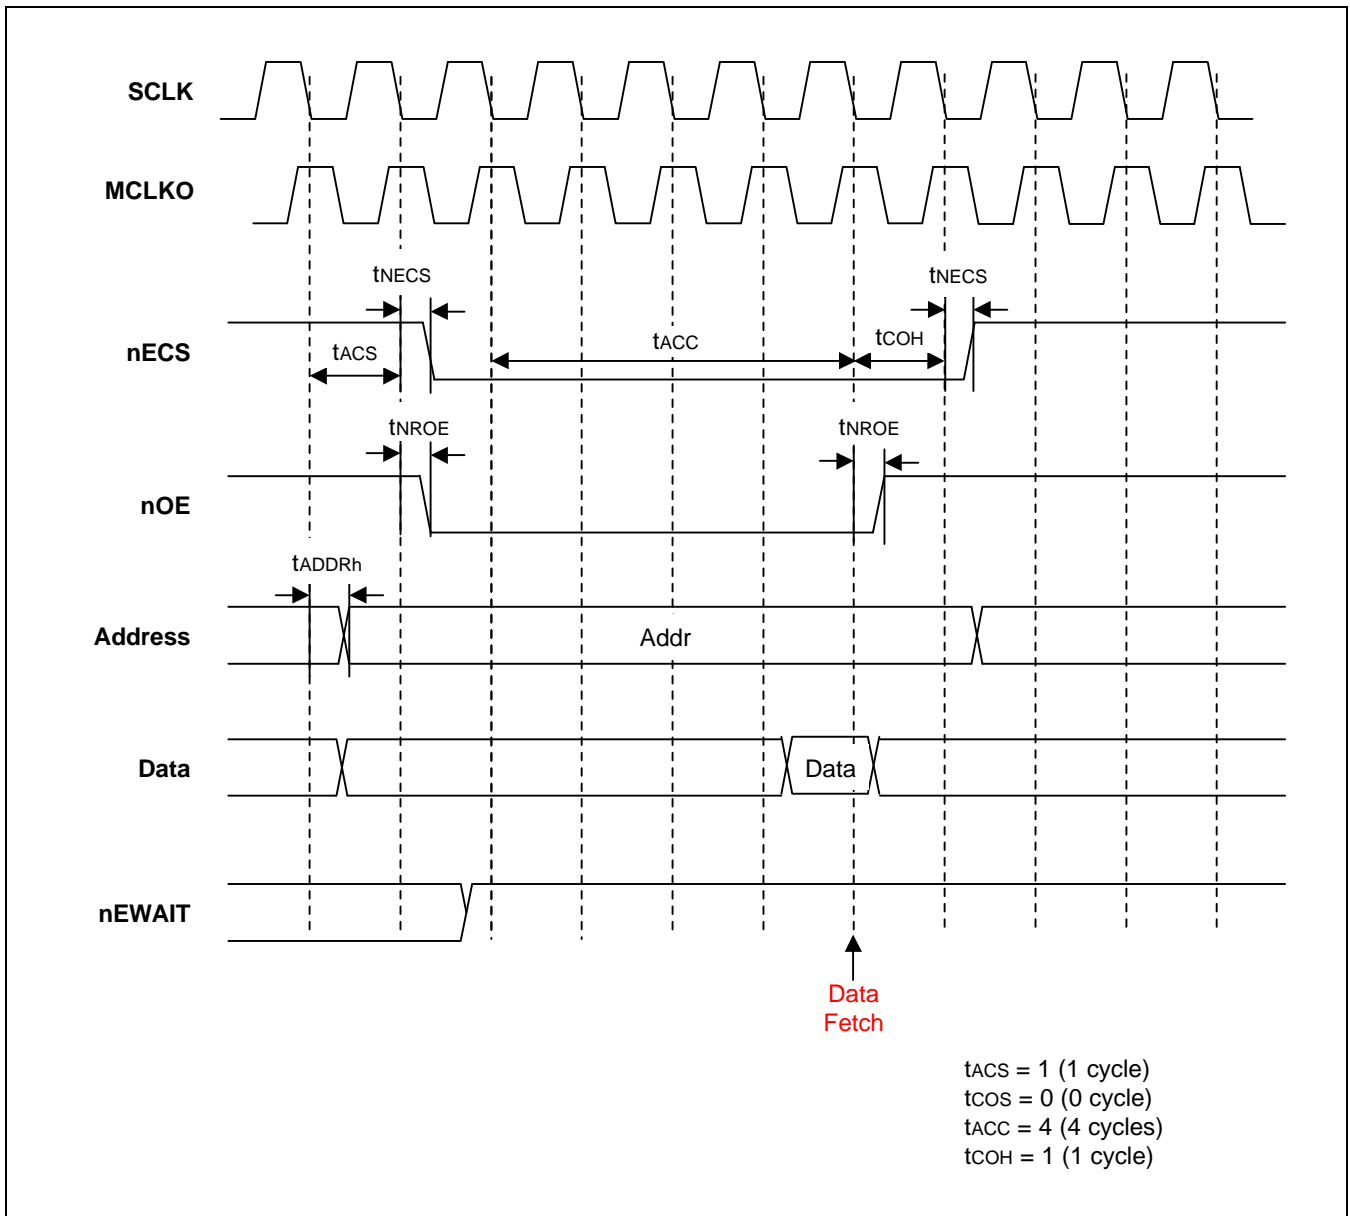 SCLK
MCLKO
tNECS
tNECS
nECS
tACS
tACC
tCOH
tNROE
tNROE
nOE
tADDRh
Address
Addr
Data
Data
nEWAIT
Data
Fetch
tACS = 1 (1 cycle)
tCOS = 0 (0 cycle)
tACC = 4 (4 cycles)
tCOH = 1 (1 cycle)